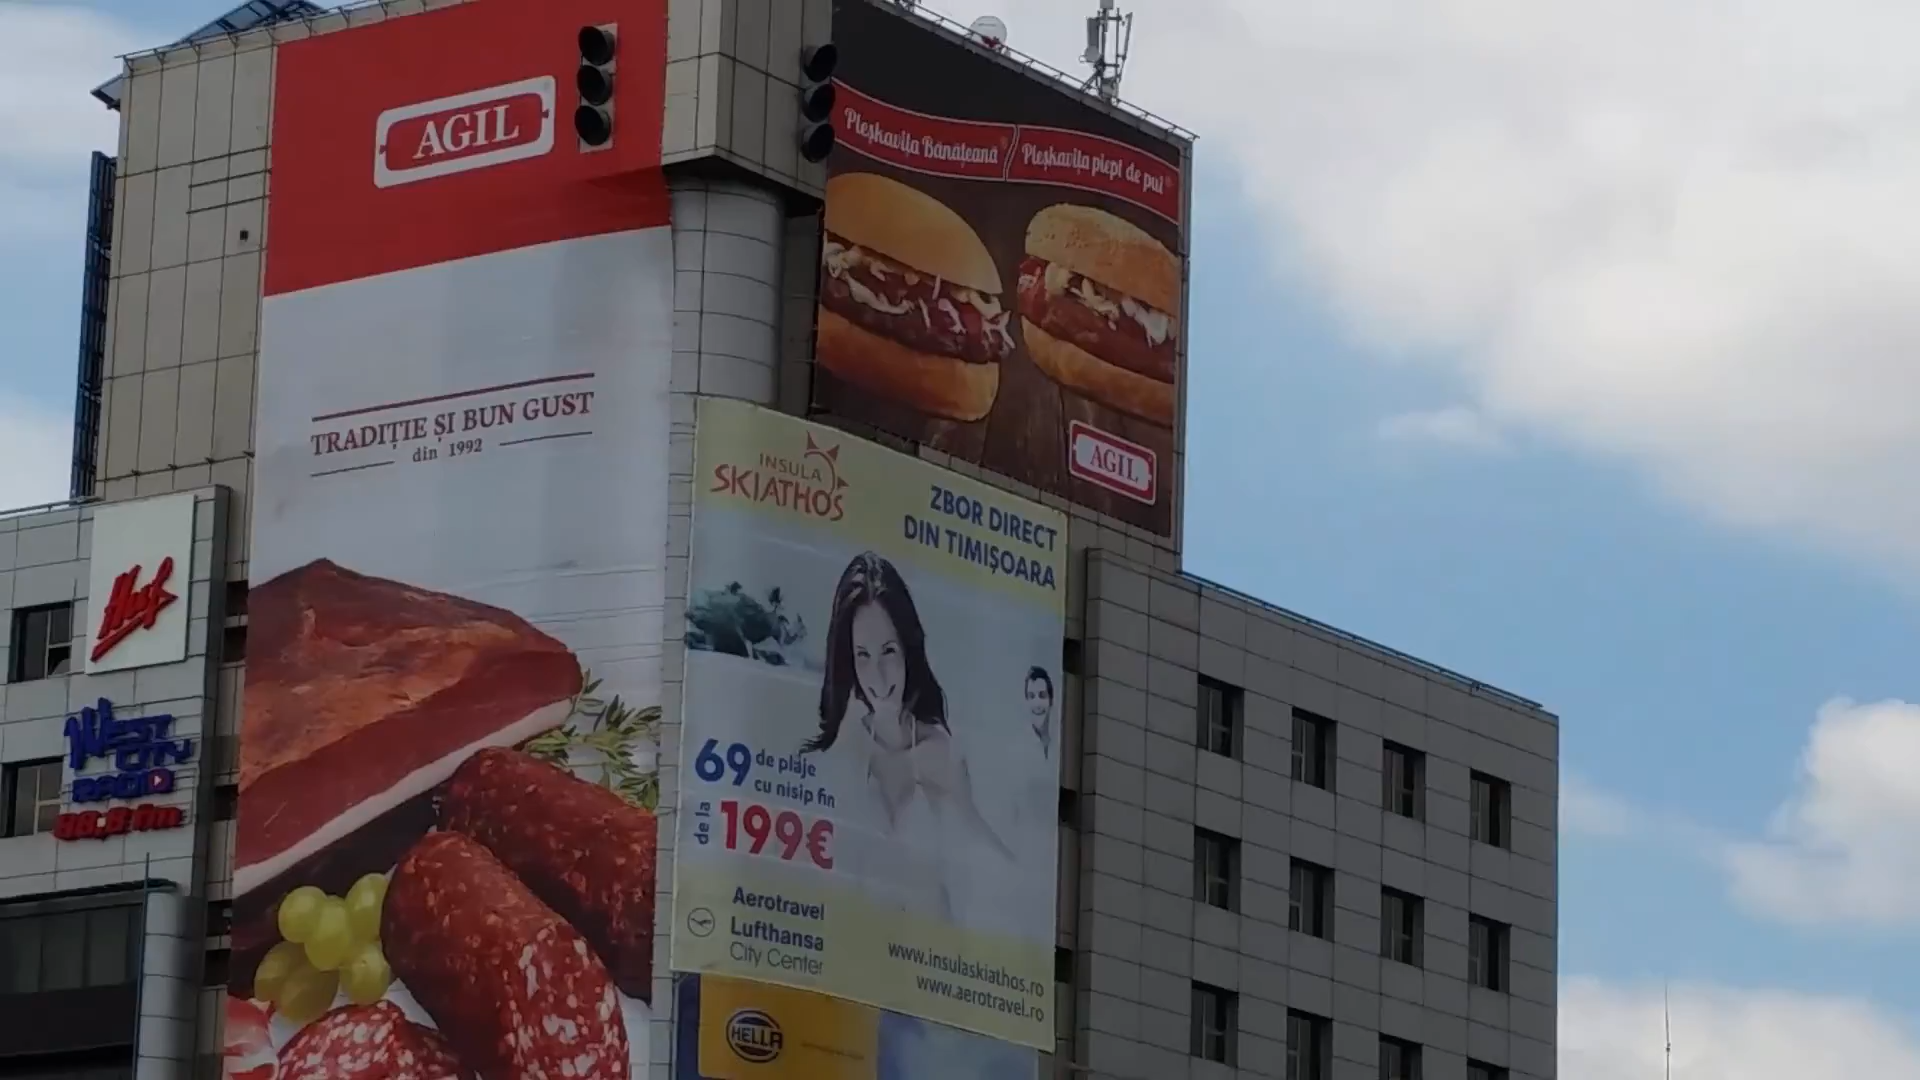 AGIL
TRADIȚIE ȘI BUN GUST
din 1992
Pleșkavița Bănățeană
Pleșkavița piept de pui
AGIL
INSULA
SKIATHOS
ZBOR DIRECT
DIN TIMIȘOARA
69 de plaje
cu nisip fin
de la 199€
Aerotravel
Lufthansa
City Center
www.insulaskiathos.ro
www.aerotravel.ro
HELLA
Huf
WEST
CITY
RADIO
88.8 fm